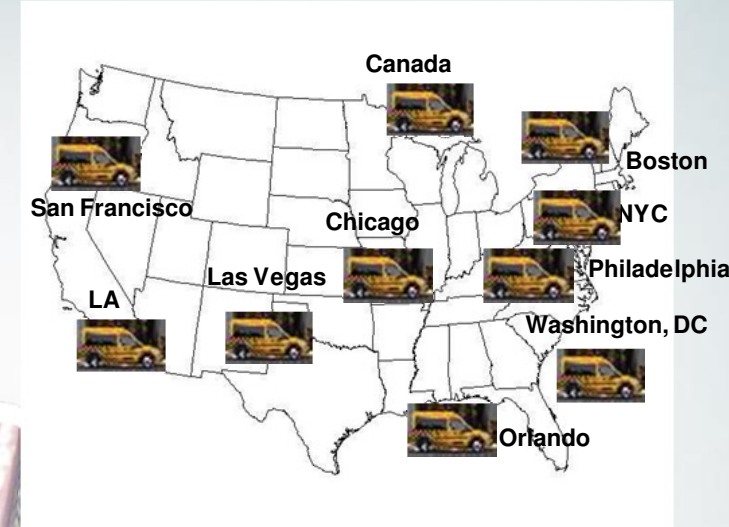 Canada
Boston
San Francisco
NYC
Chicago
Philadelphia
Las Vegas
LA
Washington, DC
Orlando